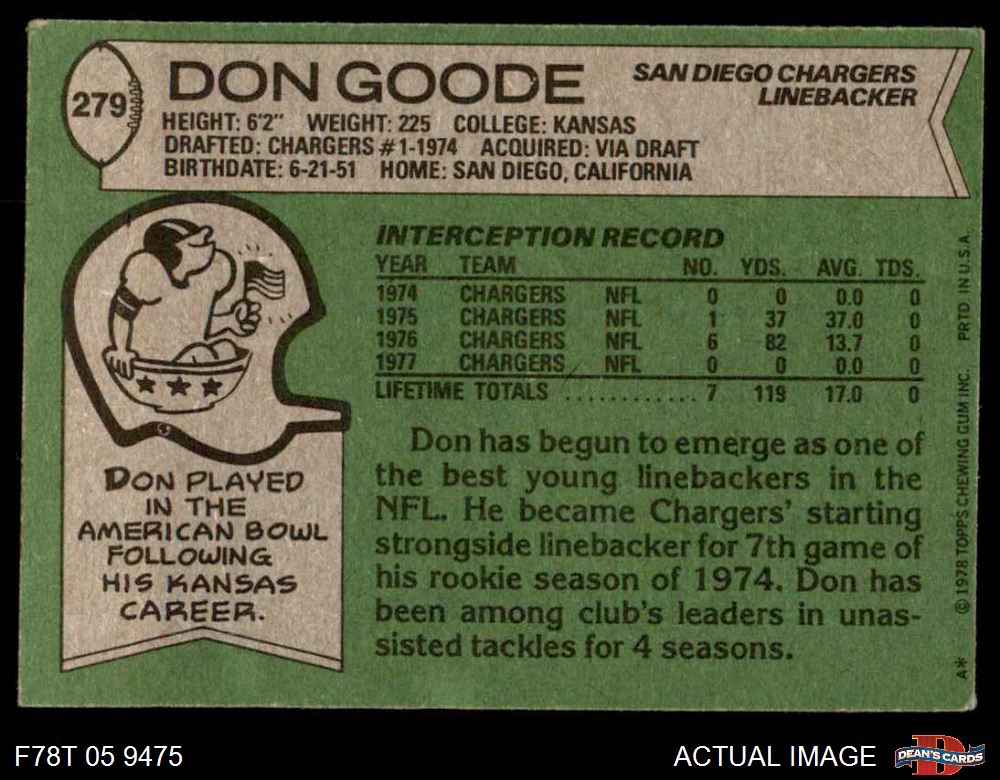 279
DON GOODE
SAN DIEGO CHARGERS
LINEBACKER
HEIGHT: 6'2" WEIGHT: 225 COLLEGE: KANSAS
DRAFTED: CHARGERS #1-1974 ACQUIRED: VIA DRAFT
BIRTHDATE: 6-21-51 HOME: SAN DIEGO, CALIFORNIA
INTERCEPTION RECORD
YEAR TEAM NO. YDS. AVG. TDS.
1974 CHARGERS NFL 0 0 0.0 0
1975 CHARGERS NFL 1 37 37.0 0
1976 CHARGERS NFL 6 82 13.7 0
1977 CHARGERS NFL 0 0 0.0 0
LIFETIME TOTALS ............ 7 119 17.0 0
Don has begun to emerge as one of
the best young linebackers in the
NFL. He became Chargers' starting
strongside linebacker for 7th game of
his rookie season of 1974. Don has
been among club's leaders in unas-
sisted tackles for 4 seasons.
DON PLAYED
IN THE
AMERICAN BOWL
FOLLOWING
HIS KANSAS
CAREER.
A* © 1978 TOPPS CHEWING GUM INC. PRTD IN U.S.A.
F78T 05 9475
ACTUAL IMAGE
DEAN'S CARDS